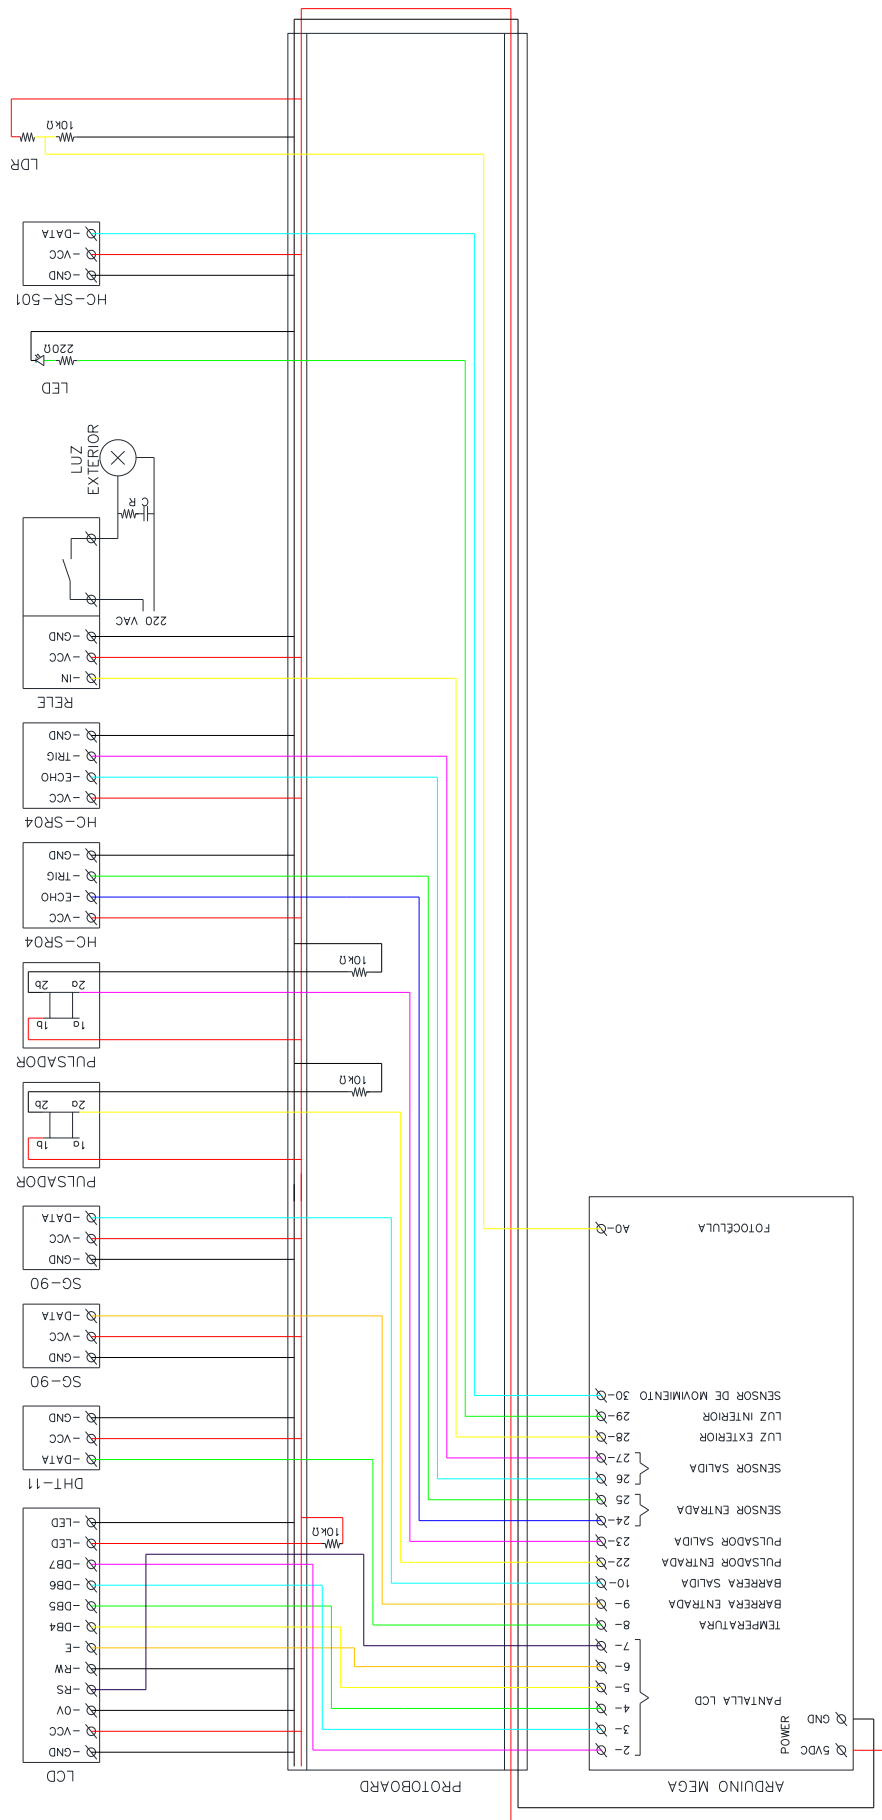 ARDUINO MEGA
POWER
5VDC
GND
PANTALLA LCD
2-
3-
4-
5-
6-
7-
TEMPERATURA 8-
BARRERA ENTRADA 9-
BARRERA SALIDA 10-
PULSADOR ENTRADA 22-
PULSADOR SALIDA 23-
SENSOR ENTRADA
24-
25
SENSOR SALIDA
26
27-
LUZ EXTERIOR 28-
LUZ INTERIOR 29-
SENSOR DE MOVIMIENTO 30-
FOTOCÉLULA A0-
PROTOBOARD
LCD
-GND
-VCC
-0V
-RS
-RW
-E
-DB4
-DB5
-DB6
-DB7
-LED
-LED
10kΩ
DHT-11
-DATA
-VCC
-GND
SG-90
-GND
-VCC
-DATA
SG-90
-GND
-VCC
-DATA
PULSADOR
1a 1b
2a 2b
10kΩ
PULSADOR
1a 1b
2a 2b
10kΩ
HC-SR04
-VCC
-ECHO
-TRIG
-GND
HC-SR04
-VCC
-ECHO
-TRIG
-GND
RELE
-IN
-VCC
-GND
220 VAC
C R
LUZ
EXTERIOR
LED
220Ω
HC-SR-501
-GND
-VCC
-DATA
LDR
10kΩ